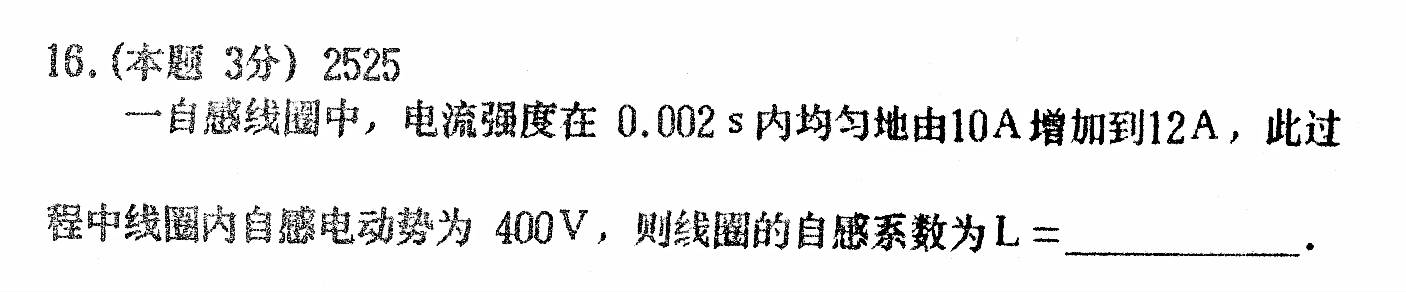 16.(本题 3分) 2525
一自感线圈中，电流强度在 0.002 s 内均匀地由10A增加到12A，此过
程中线圈内自感电动势为 400V，则线圈的自感系数为L＝____________．